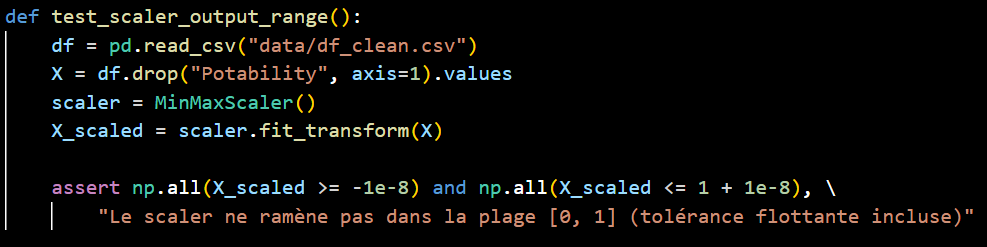 def test_scaler_output_range():
    df = pd.read_csv("data/df_clean.csv")
    X = df.drop("Potability", axis=1).values
    scaler = MinMaxScaler()
    X_scaled = scaler.fit_transform(X)
    assert np.all(X_scaled >= -1e-8) and np.all(X_scaled <= 1 + 1e-8), \
        "Le scaler ne ramène pas dans la plage [0, 1] (tolérance flottante incluse)"